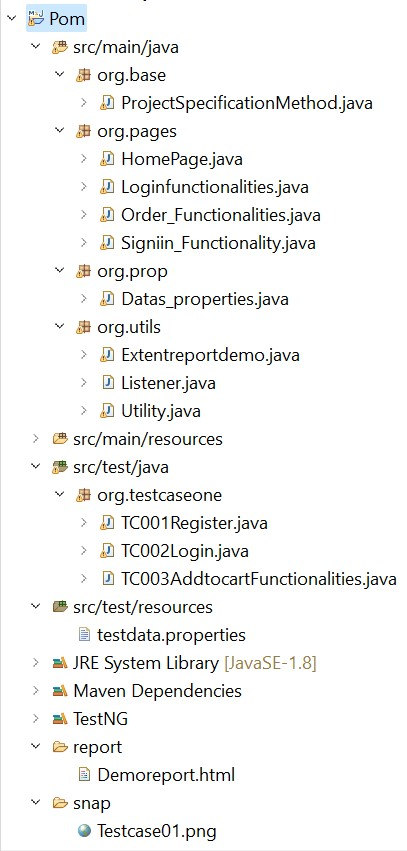 Pom
src/main/java
org.base
ProjectSpecificationMethod.java
org.pages
HomePage.java
Loginfunctionalities.java
Order_Functionalities.java
Signiin_Functionality.java
org.prop
Datas_properties.java
org.utils
Extentreportdemo.java
Listener.java
Utility.java
src/main/resources
src/test/java
org.testcaseone
TC001Register.java
TC002Login.java
TC003AddtocartFunctionalities.java
src/test/resources
testdata.properties
JRE System Library [JavaSE-1.8]
Maven Dependencies
TestNG
report
Demoreport.html
snap
Testcase01.png